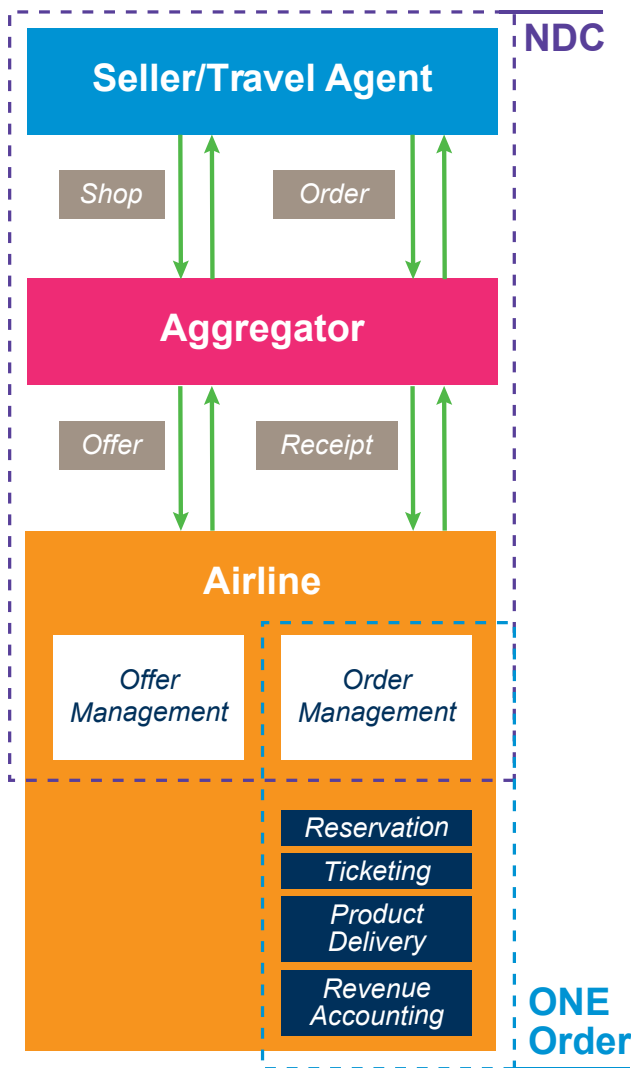 NDC
Seller/Travel Agent
Shop
Order
Aggregator
Offer
Receipt
Airline
Offer
Management
Order
Management
Reservation
Ticketing
Product
Delivery
Revenue
Accounting
ONE
Order